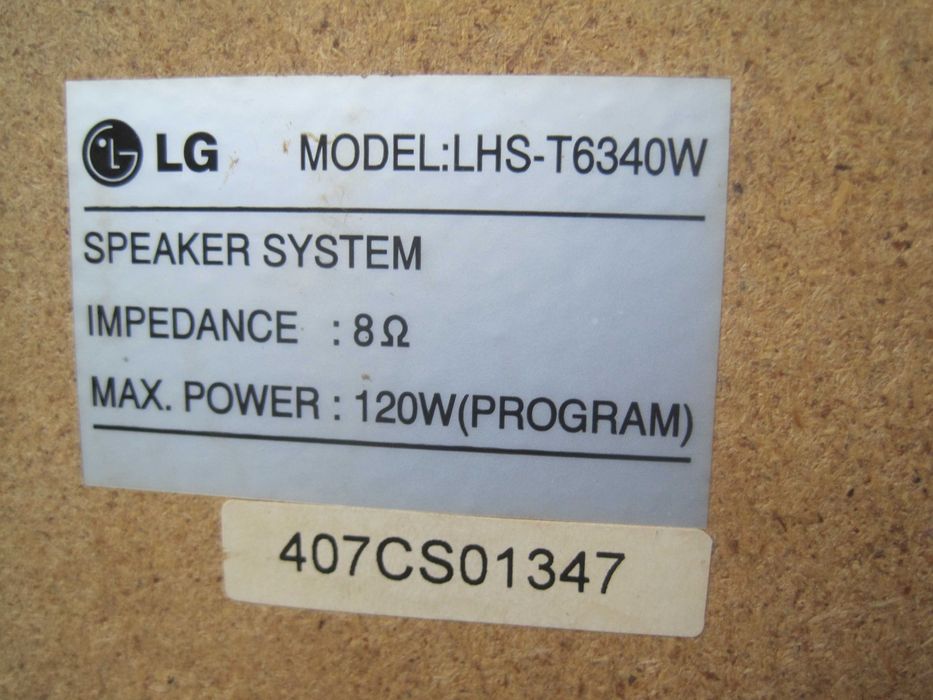 LG MODEL:LHS-T6340W
SPEAKER SYSTEM
IMPEDANCE : 8Ω
MAX. POWER : 120W(PROGRAM)
407CS01347